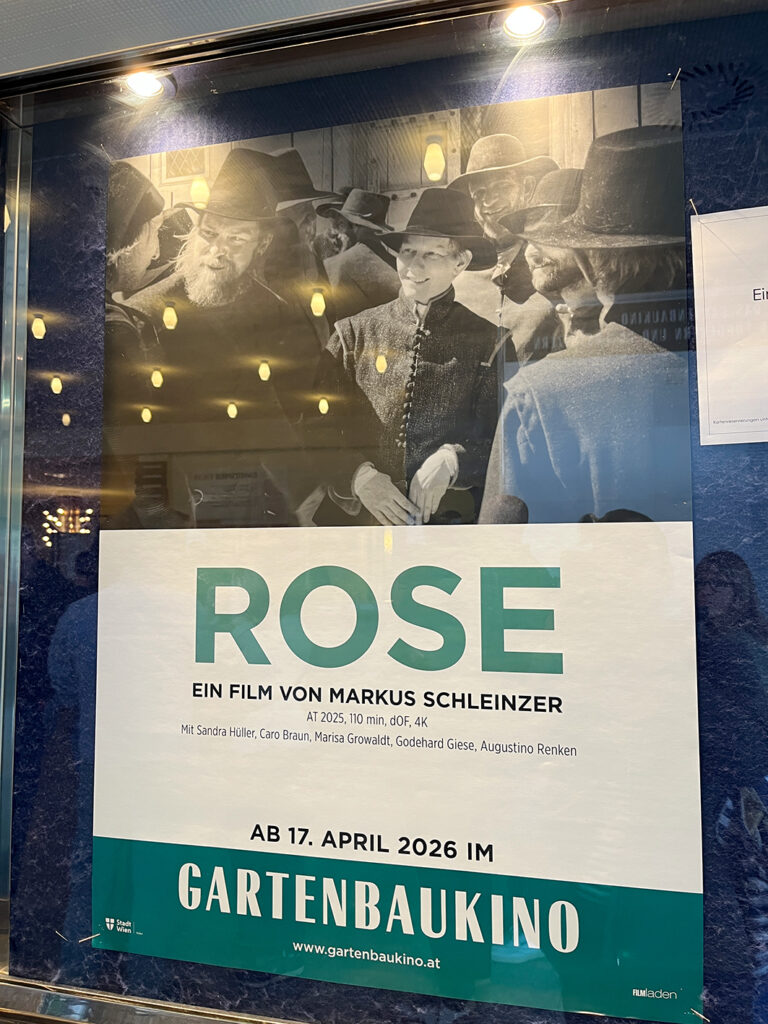 ROSE
EIN FILM VON MARKUS SCHLEINZER
AT 2025, 110 min, dOF, 4K
Mit Sandra Hüller, Caro Braun, Marisa Growaldt, Godehard Giese, Augustino Renken
AB 17. APRIL 2026 IM
GARTENBAUKINO
Stadt
Wien
www.gartenbaukino.at
FILMladen